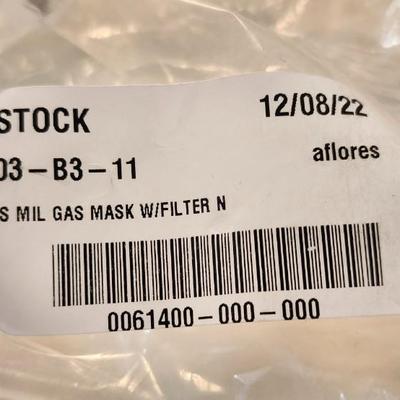 STOCK 12/08/22
03-B3-11 aflores
S MIL GAS MASK W/FILTER N
0061400-000-000